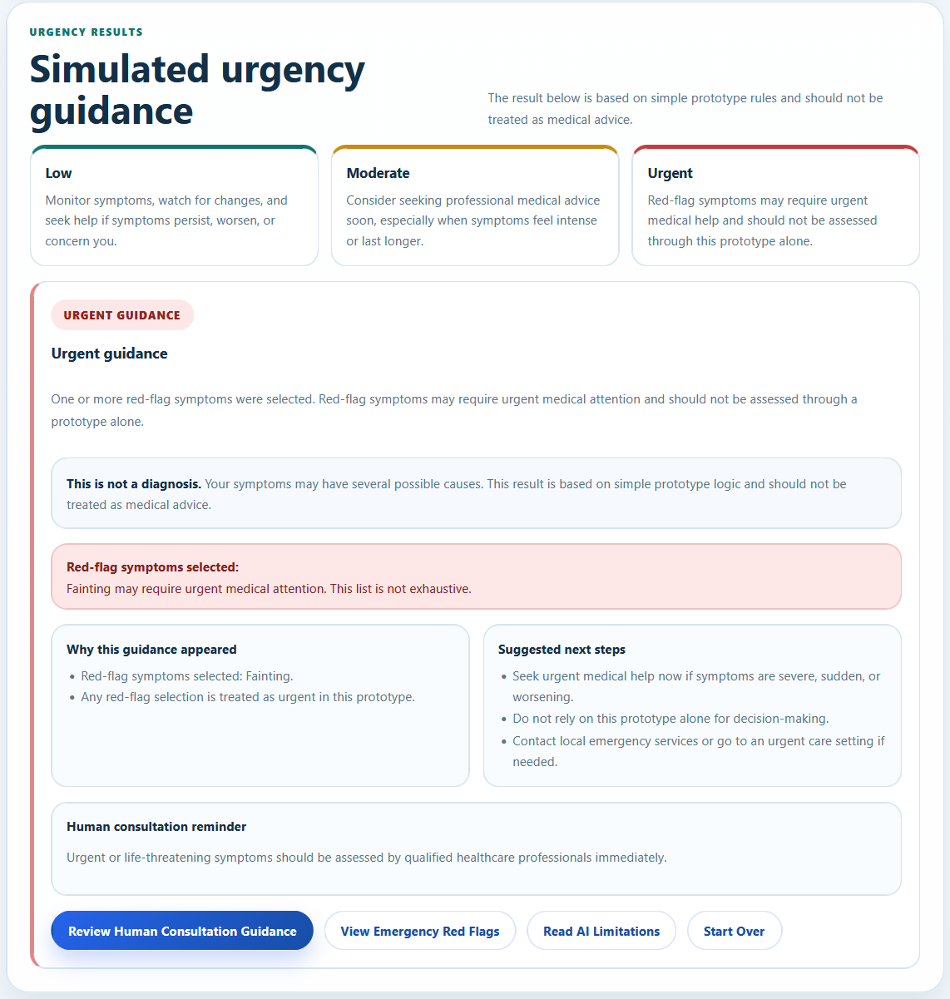 URGENCY RESULTS
Simulated urgency
guidance
The result below is based on simple prototype rules and should not be
treated as medical advice.
Low
Monitor symptoms, watch for changes, and
seek help if symptoms persist, worsen, or
concern you.
Moderate
Consider seeking professional medical advice
soon, especially when symptoms feel intense
or last longer.
Urgent
Red-flag symptoms may require urgent
medical help and should not be assessed
through this prototype alone.
URGENT GUIDANCE
Urgent guidance
One or more red-flag symptoms were selected. Red-flag symptoms may require urgent medical attention and should not be assessed through a
prototype alone.
This is not a diagnosis. Your symptoms may have several possible causes. This result is based on simple prototype logic and should not be
treated as medical advice.
Red-flag symptoms selected:
Fainting may require urgent medical attention. This list is not exhaustive.
Why this guidance appeared
• Red-flag symptoms selected: Fainting.
• Any red-flag selection is treated as urgent in this prototype.
Suggested next steps
• Seek urgent medical help now if symptoms are severe, sudden, or
worsening.
• Do not rely on this prototype alone for decision-making.
• Contact local emergency services or go to an urgent care setting if
needed.
Human consultation reminder
Urgent or life-threatening symptoms should be assessed by qualified healthcare professionals immediately.
Review Human Consultation Guidance
View Emergency Red Flags
Read AI Limitations
Start Over